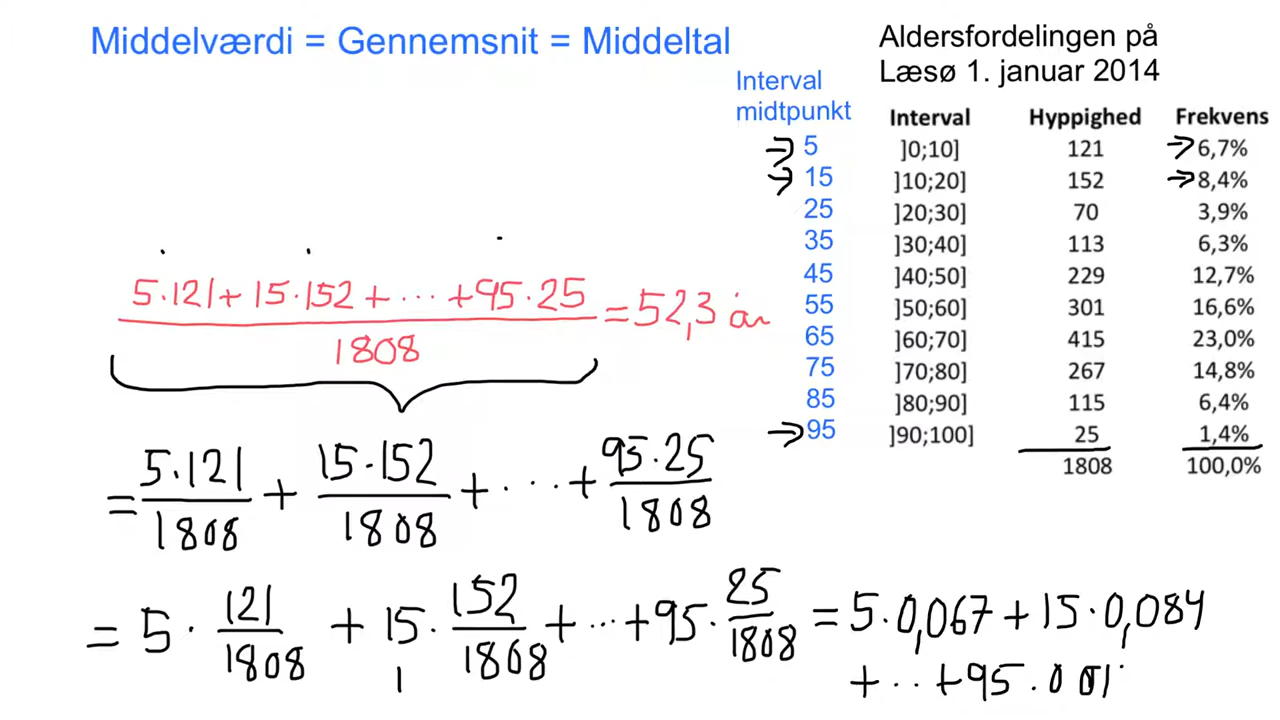 Middelværdi = Gennemsnit = Middeltal
Aldersfordelingen på
Læsø 1. januar 2014
Interval
midtpunkt Interval Hyppighed Frekvens
→ 5 ]0;10] 121 → 6,7%
→ 15 ]10;20] 152 → 8,4%
25 ]20;30] 70 3,9%
35 ]30;40] 113 6,3%
45 ]40;50] 229 12,7%
55 ]50;60] 301 16,6%
65 ]60;70] 415 23,0%
75 ]70;80] 267 14,8%
85 ]80;90] 115 6,4%
→ 95 ]90;100] 25 1,4%
1808 100,0%
5·121+15·152+···+95·25 = 52,3 år
1808
= 5·121 + 15·152 + ··· + 95·25
1808 1808 1808
= 5· 121 + 15· 152 + ··· + 95· 25 = 5·0,067 + 15·0,084
1808 1808 1808
+ ·· + 95·0 01